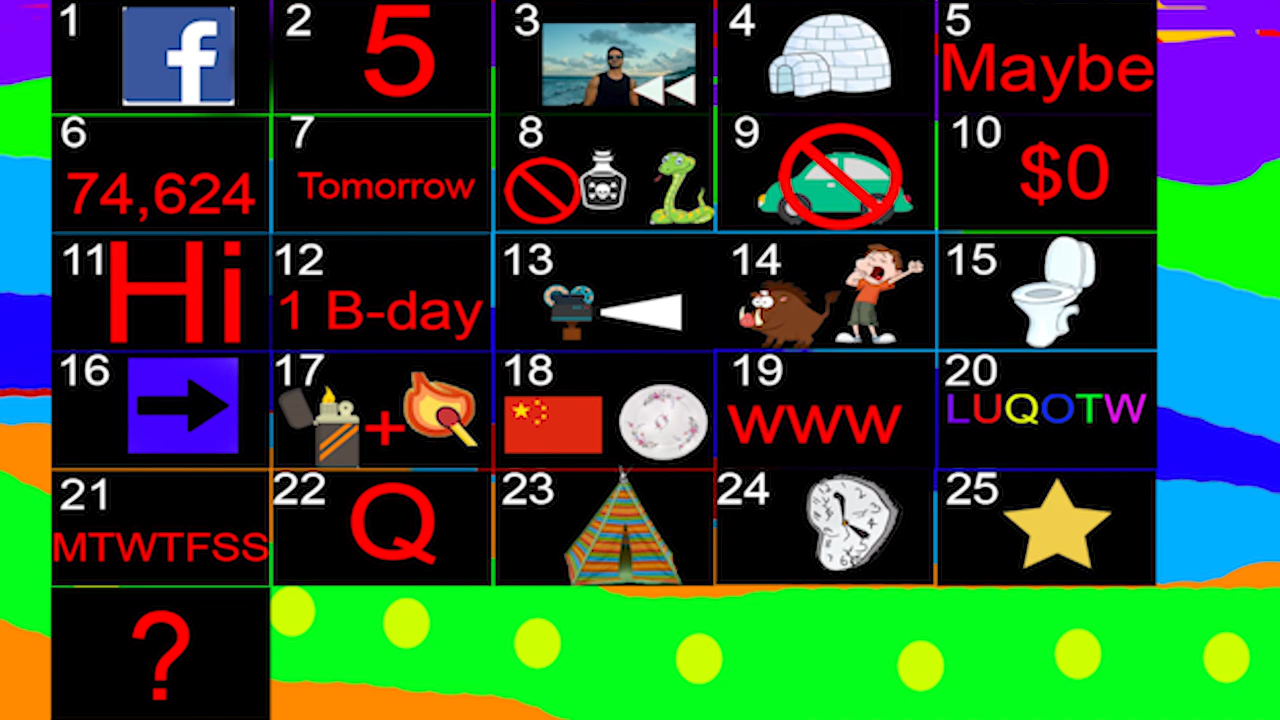 1 f
2 5
3
4
5 Maybe
6 74,624
7 Tomorrow
8
9
10 $0
11 Hi
12 1 B-day
13
14
15
16
17 +
18
19 WWW
20 LUQOTW
21 MTWTFSS
22 Q
23
24
25
?